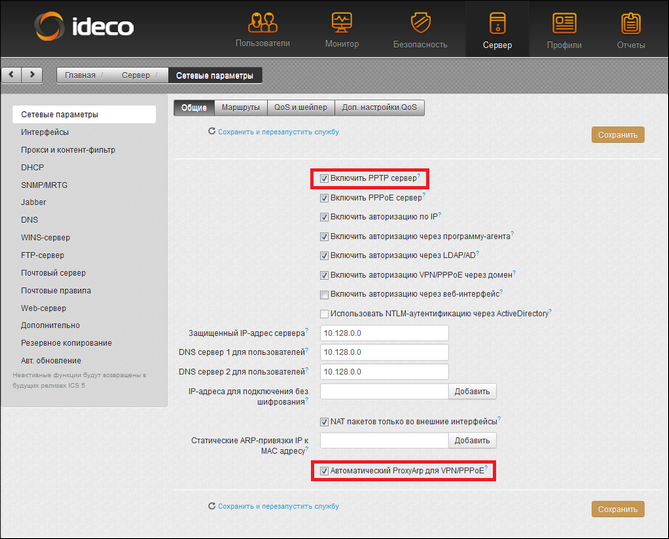 ideco
Пользователи
Монитор
Безопасность
Сервер
Профили
Отчеты
Главная / Сервер / Сетевые параметры
Сетевые параметры
Интерфейсы
Прокси и контент-фильтр
DHCP
SNMP/MRTG
Jabber
DNS
WINS-сервер
FTP-сервер
Почтовый сервер
Почтовые правила
Web-сервер
Дополнительно
Резервное копирование
Авт. обновление
Неактивные функции будут возвращены в
будущих релизах ICS 5
Общие
Маршруты
QoS и шейпер
Доп. настройки QoS
Сохранить и перезапустить службу
Сохранить
Включить PPTP сервер?
Включить PPPoE сервер?
Включить авторизацию по IP?
Включить авторизацию через программу-агента?
Включить авторизацию через LDAP/AD?
Включить авторизацию VPN/PPPoE через домен?
Включить авторизацию через веб-интерфейс?
Использовать NTLM-аутентификацию через ActiveDirectory?
Защищенный IP-адрес сервера? 10.128.0.0
DNS сервер 1 для пользователей? 10.128.0.0
DNS сервер 2 для пользователей? 10.128.0.0
IP-адреса для подключения без
шифрования? Добавить
NAT пакетов только во внешние интерфейсы?
Статические ARP-привязки IP к
MAC адресу? Добавить
Автоматический ProxyArp для VPN/PPPoE?
Сохранить и перезапустить службу
Сохранить